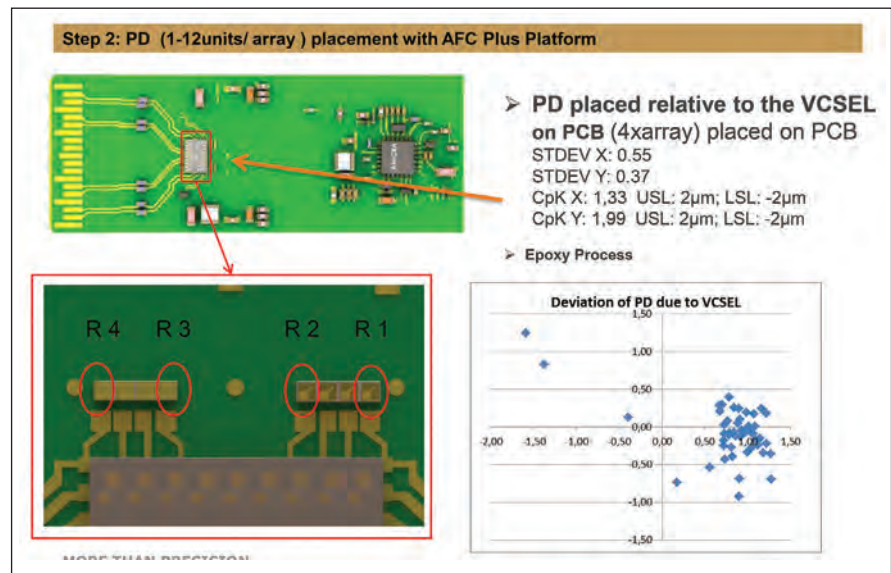 Step 2: PD (1-12units/ array ) placement with AFC Plus Platform
➢ PD placed relative to the VCSEL
on PCB (4xarray) placed on PCB
STDEV X: 0.55
STDEV Y: 0.37
CpK X: 1,33 USL: 2µm; LSL: -2µm
CpK Y: 1,99 USL: 2µm; LSL: -2µm
➢ Epoxy Process
R 4
R 3
R 2
R 1
Deviation of PD due to VCSEL
1,50
1,00
0,50
0,00
-2,00
-1,50
-1,00
-0,50
0,00
0,50
1,00
1,50
-0,50
-1,00
-1,50
MORE THAN PRECISION